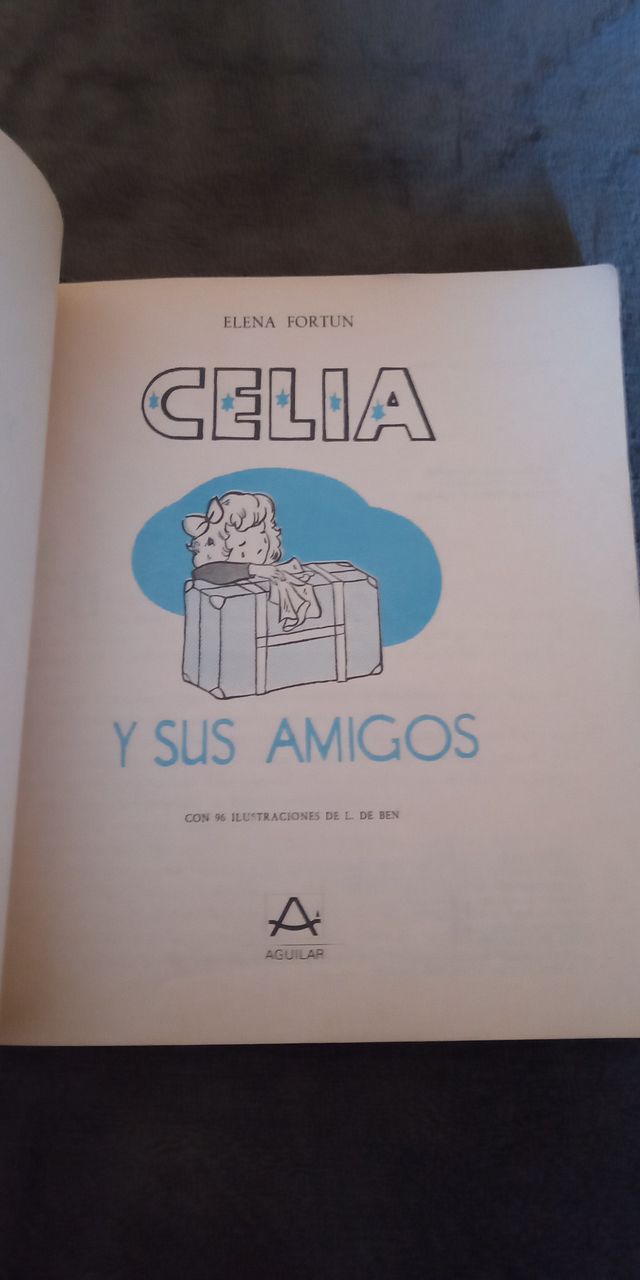 ELENA FORTUN
CELIA
Y SUS AMIGOS
CON 96 ILUSTRACIONES DE L. DE BEN
A
AGUILAR